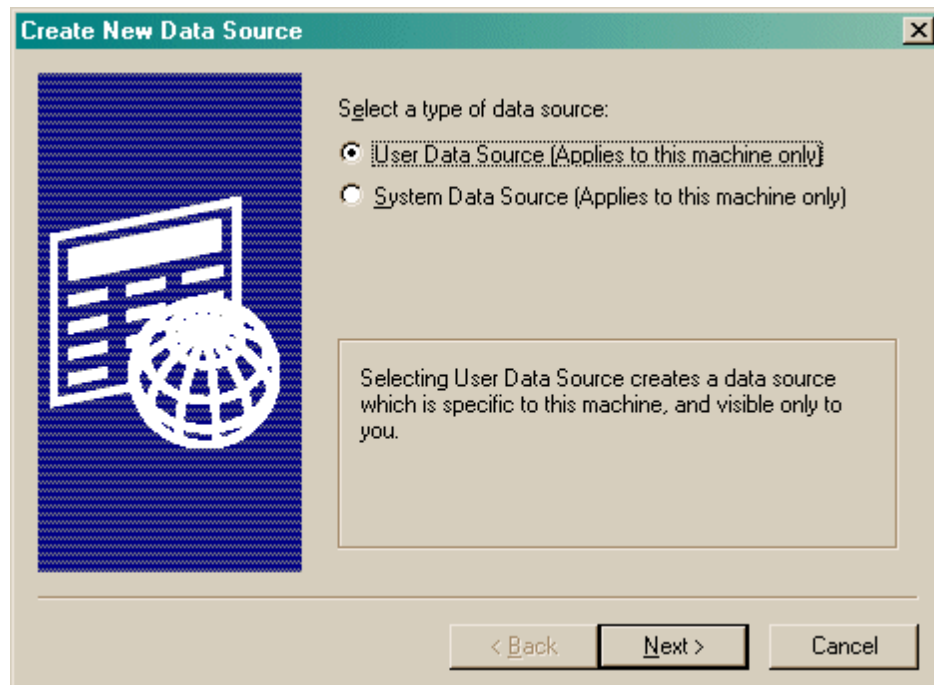 Create New Data Source
Select a type of data source:
User Data Source (Applies to this machine only)
System Data Source (Applies to this machine only)
Selecting User Data Source creates a data source
which is specific to this machine, and visible only to
you.
< Back
Next >
Cancel